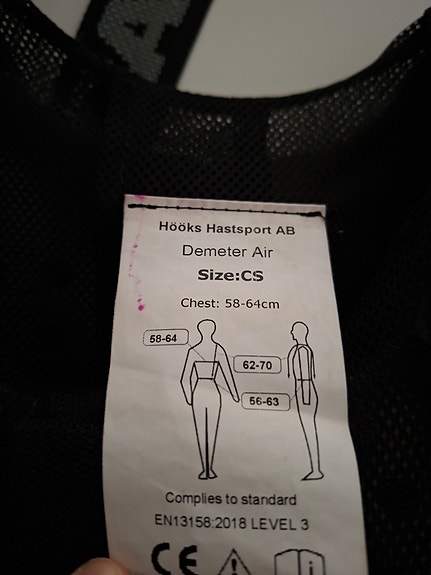 A
Hööks Hastsport AB
Demeter Air
Size:CS
Chest: 58-64cm
58-64
62-70
56-63
Complies to standard
EN13158:2018 LEVEL 3
CE
i